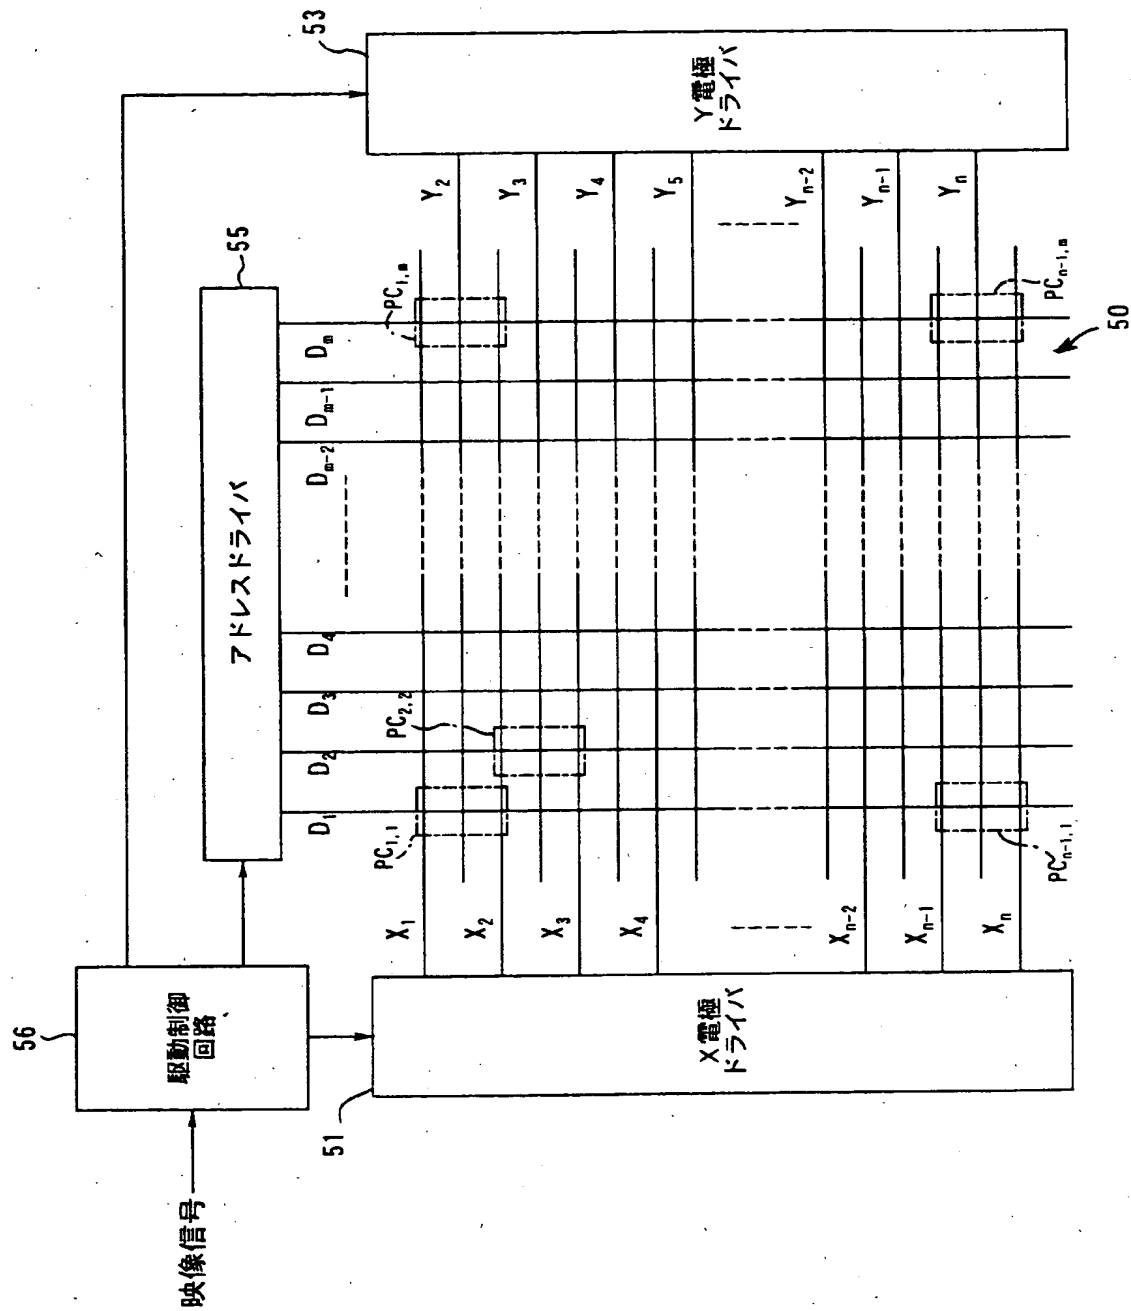 映像信号
56
駆動制御
回路
アドレスドライバ
55
53
51
X電極
ドライバ
Y電極
ドライバ
D₁
D₂
D₃
D₄
Dₘ₋₂
Dₘ₋₁
Dₘ
X₁
X₂
X₃
X₄
Xₙ₋₂
Xₙ₋₁
Xₙ
Y₂
Y₃
Y₄
Y₅
Yₙ₋₂
Yₙ₋₁
Yₙ
PC₁,₁
PC₂,₂
PC₁,ₘ
PCₙ₋₁,₁
PCₙ₋₁,ₘ
50